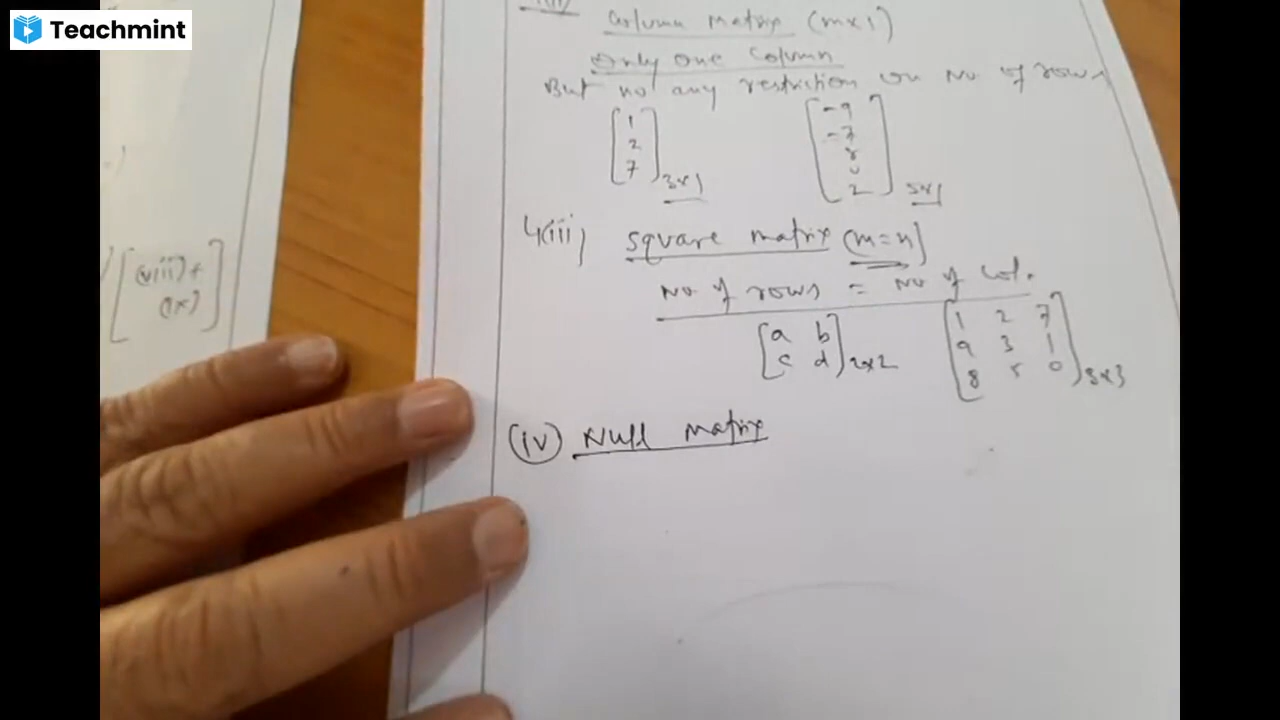 Teachmint
Column Matrix (m×1)
Only one column
But no any restriction on No of rows
[1 2 7] 3×1
[-9 -7 8 0 2] 5×1
4(iii) square matrix (m=n)
No of rows = No of col.
[a b
c d] 2×2
[1 2 7
9 3 1
8 5 0] 3×3
(iv) Null Matrix
(viii) +
(ix)